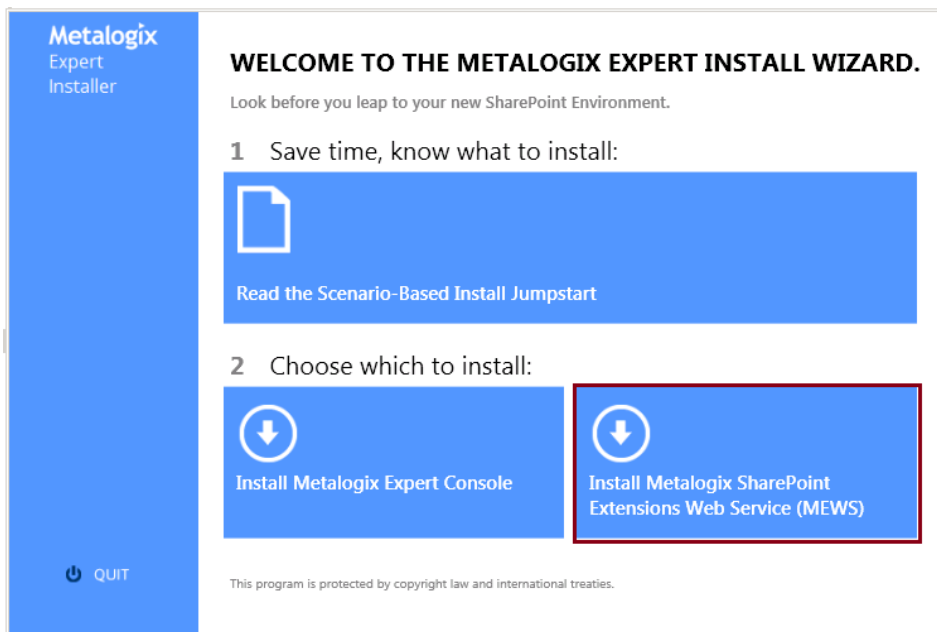 Metalogix
Expert
Installer
WELCOME TO THE METALOGIX EXPERT INSTALL WIZARD.
Look before you leap to your new SharePoint Environment.
1 Save time, know what to install:
Read the Scenario-Based Install Jumpstart
2 Choose which to install:
Install Metalogix Expert Console
Install Metalogix SharePoint
Extensions Web Service (MEWS)
QUIT
This program is protected by copyright law and international treaties.